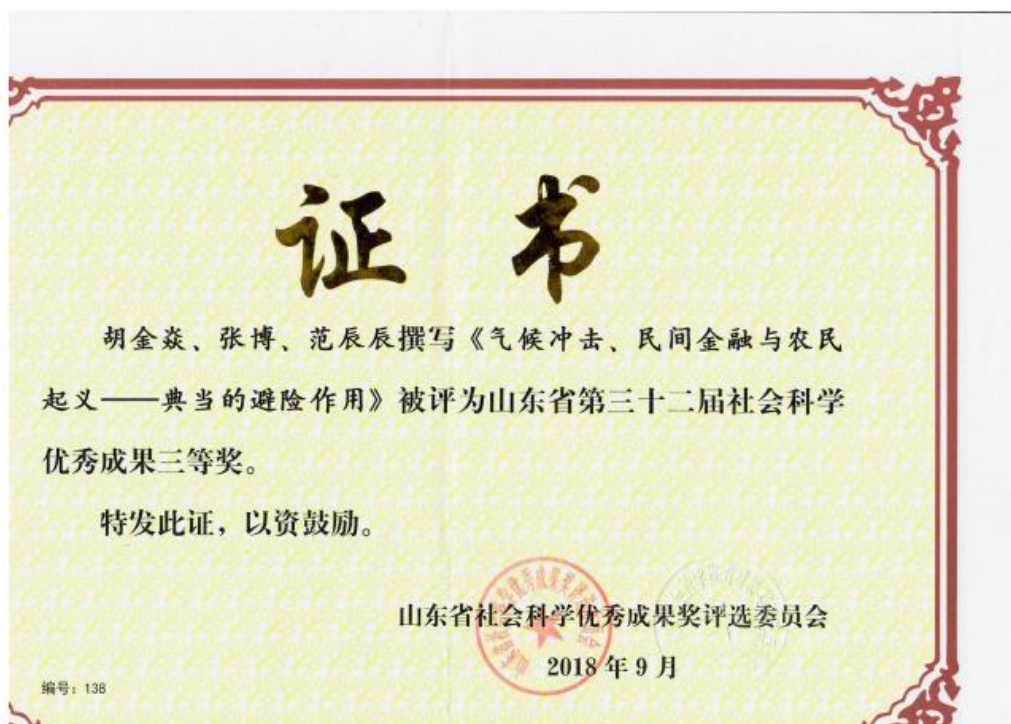 证 书
胡金焱、张博、范辰辰撰写《气候冲击、民间金融与农民
起义——典当的避险作用》被评为山东省第三十二届社会科学
优秀成果三等奖。
特发此证，以资鼓励。
山东省社会科学优秀成果奖评选委员会
2018 年 9 月
编号：138